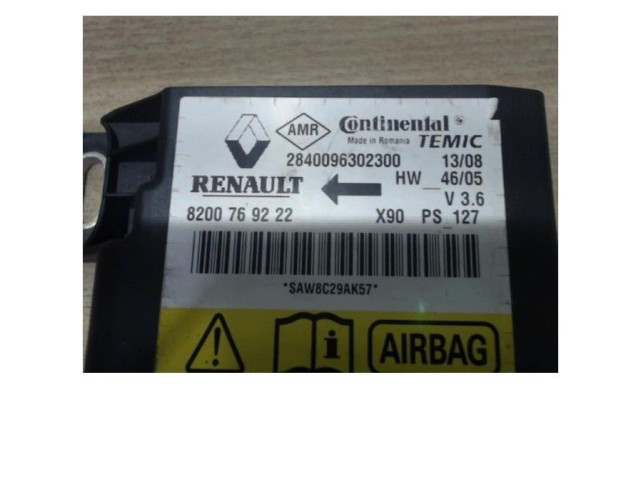 AMR Continental
Made in Romania TEMIC
2840096302300 13/08
RENAULT HW 46/05
V 3.6
8200 76 92 22 X90 PS 127
*SAW8C29AK57*
AIRBAG